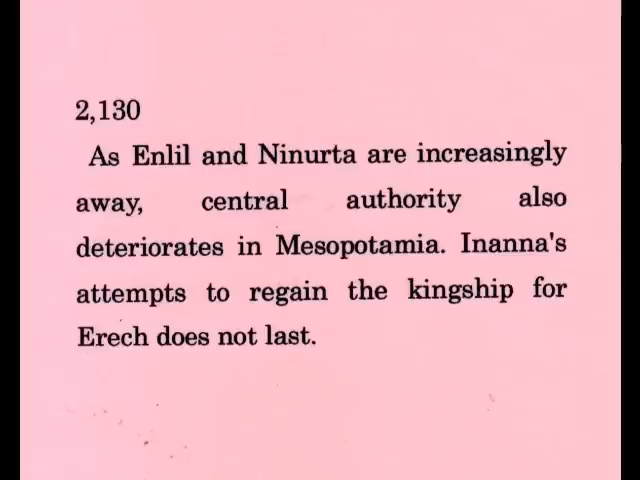 2,130
As Enlil and Ninurta are increasingly
away, central authority also
deteriorates in Mesopotamia. Inanna's
attempts to regain the kingship for
Erech does not last.